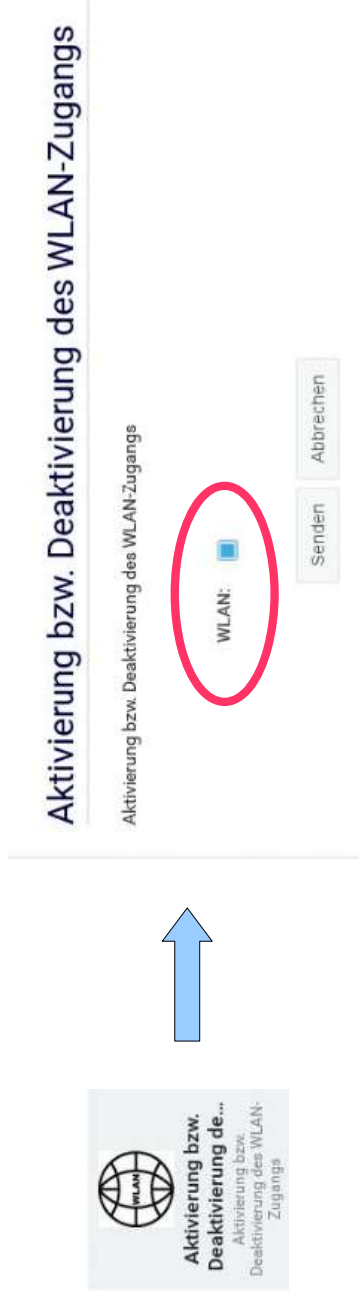 WLAN
Aktivierung bzw.
Deaktivierung de...
Aktivierung bzw.
Deaktivierung des WLAN-
Zugangs
Aktivierung bzw. Deaktivierung des WLAN-Zugangs
Aktivierung bzw. Deaktivierung des WLAN-Zugangs
WLAN:
Senden Abbrechen